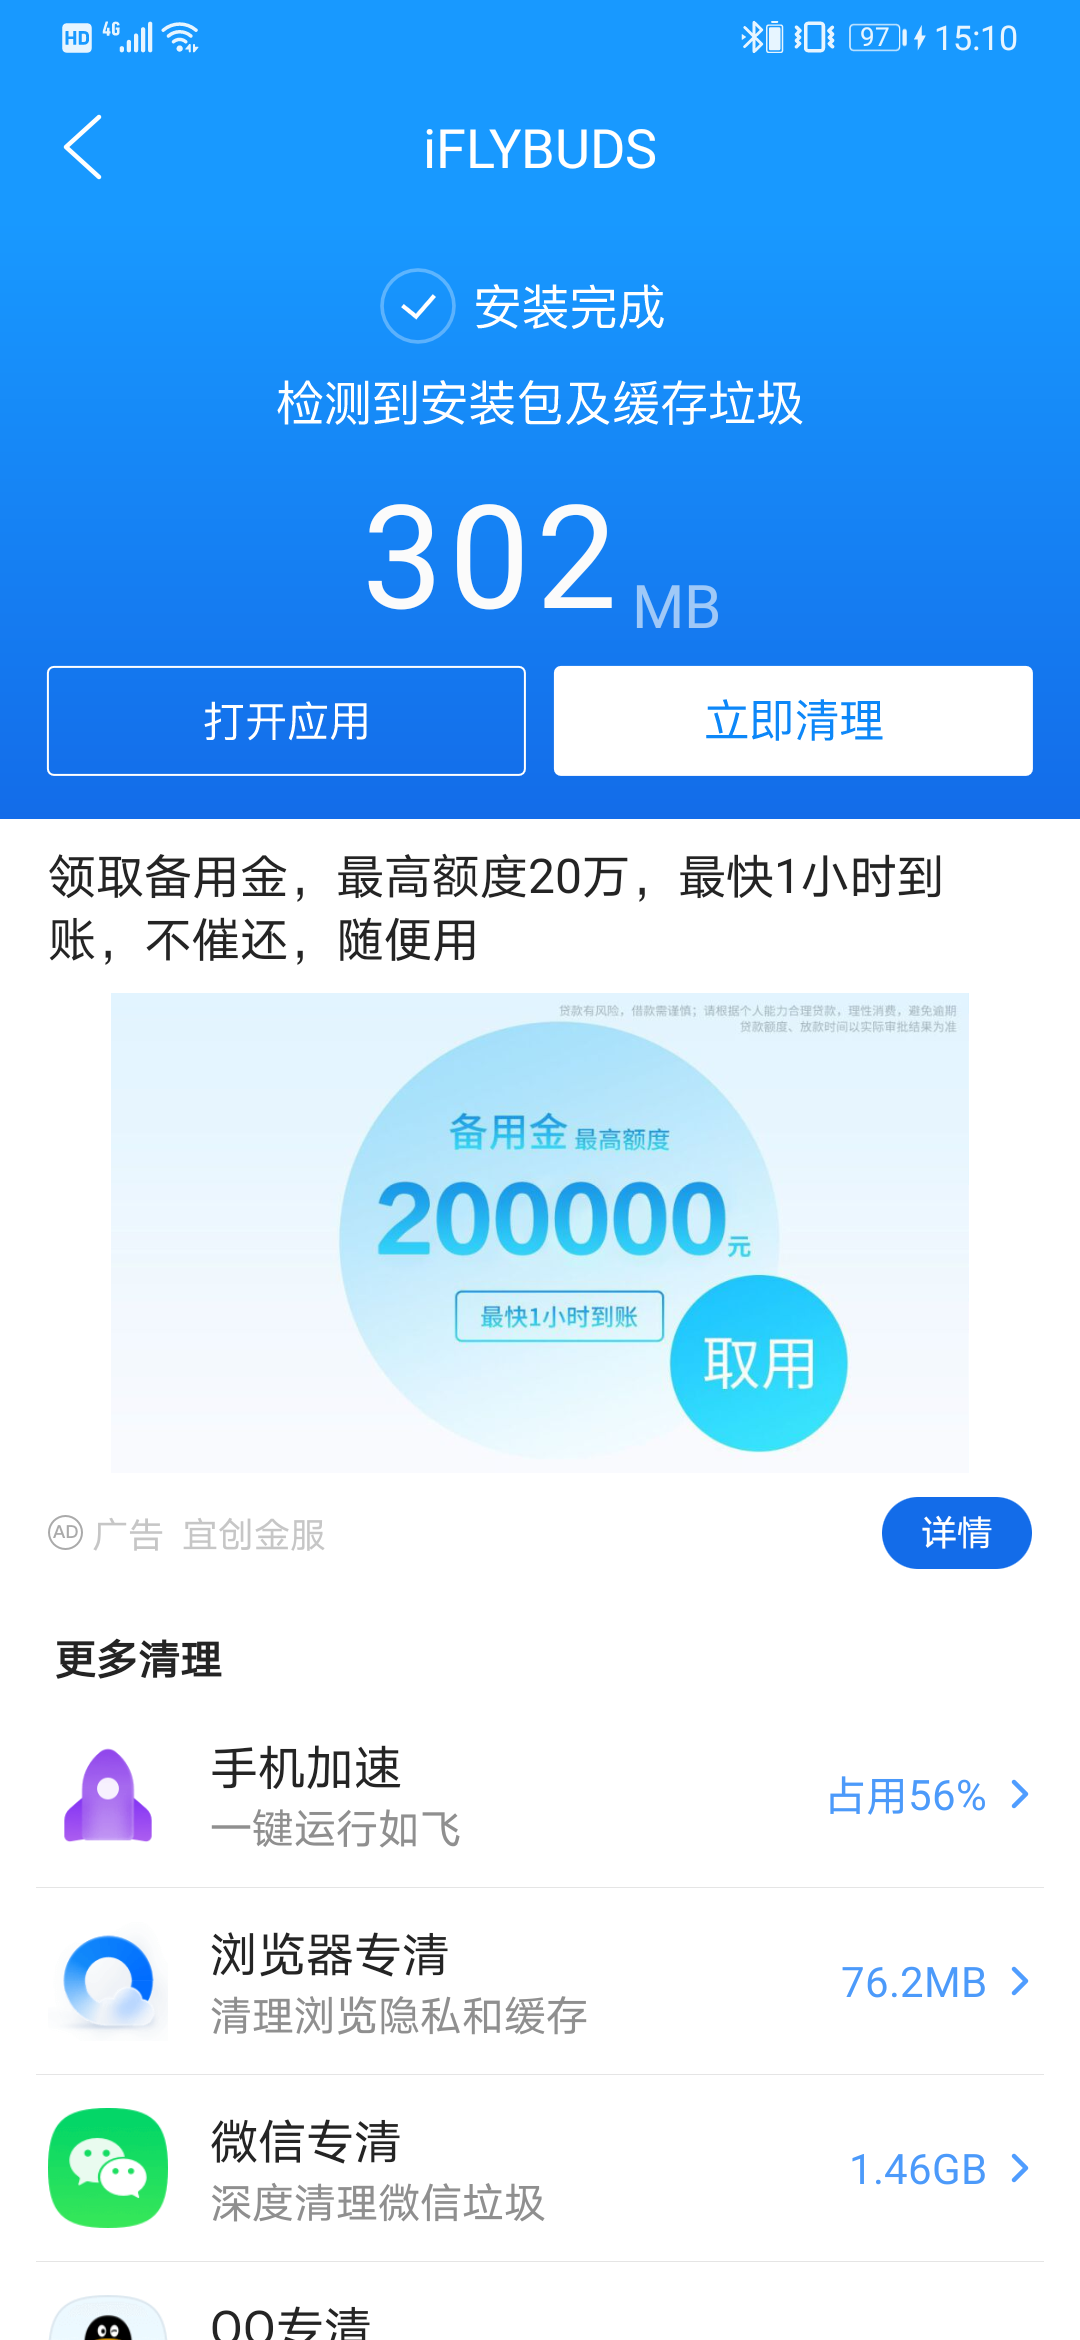 HD 4G 97 15:10
iFLYBUDS
安装完成
检测到安装包及缓存垃圾
302 MB
打开应用 立即清理
领取备用金，最高额度20万，最快1小时到
账，不催还，随便用
贷款有风险，借款需谨慎；请根据个人能力合理贷款，理性消费，避免逾期
贷款额度、放款时间以实际审批结果为准
备用金 最高额度
200000元
最快1小时到账
取用
AD 广告 宜创金服 详情
更多清理
手机加速
一键运行如飞
占用56%
浏览器专清
清理浏览隐私和缓存
76.2MB
微信专清
深度清理微信垃圾
1.46GB
QQ专清